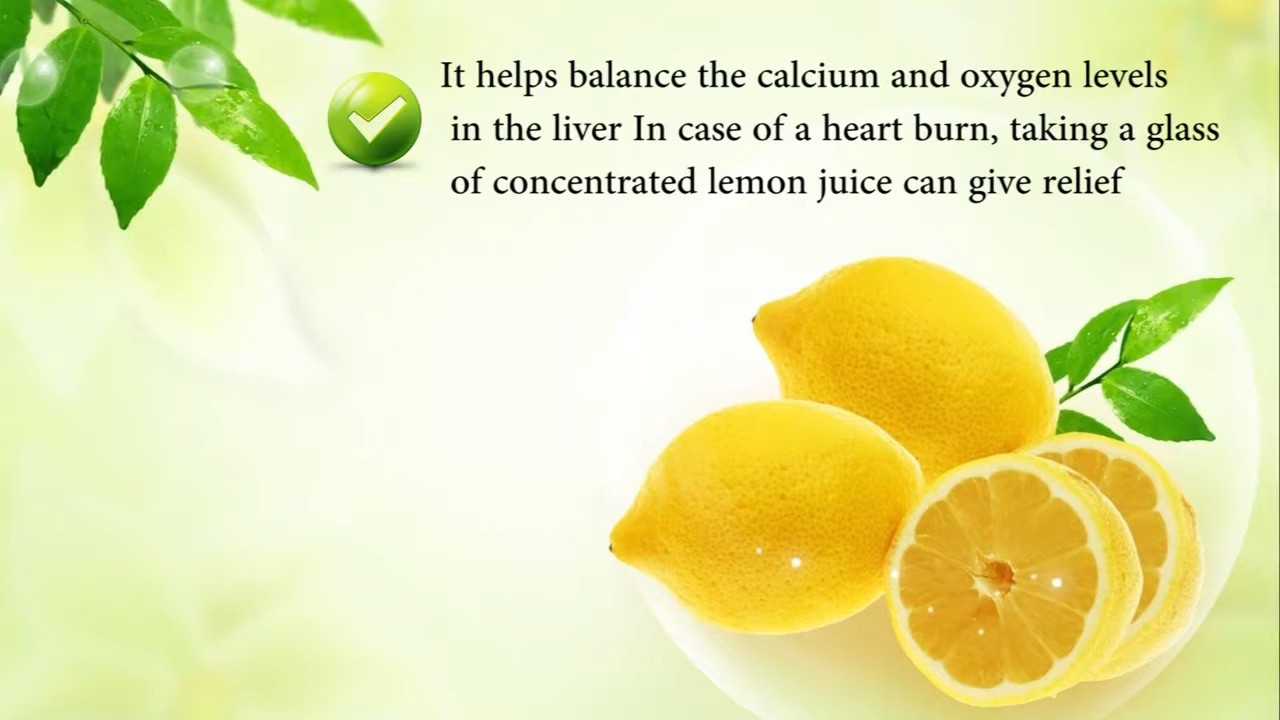 It helps balance the calcium and oxygen levels
in the liver In case of a heart burn, taking a glass
of concentrated lemon juice can give relief